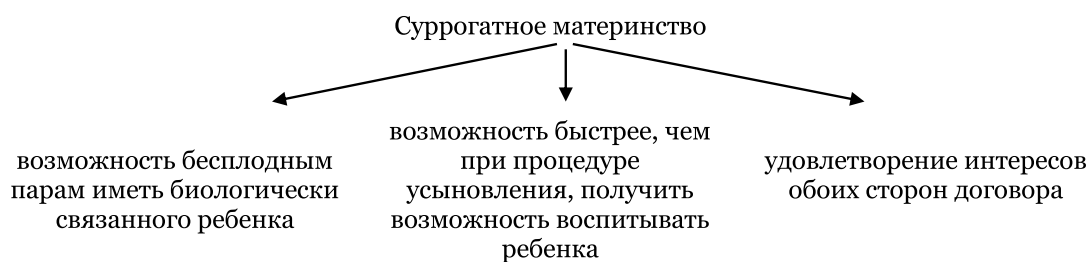 Суррогатное материнство
возможность бесплодным
парам иметь биологически
связанного ребенка
возможность быстрее, чем
при процедуре
усыновления, получить
возможность воспитывать
ребенка
удовлетворение интересов
обоих сторон договора